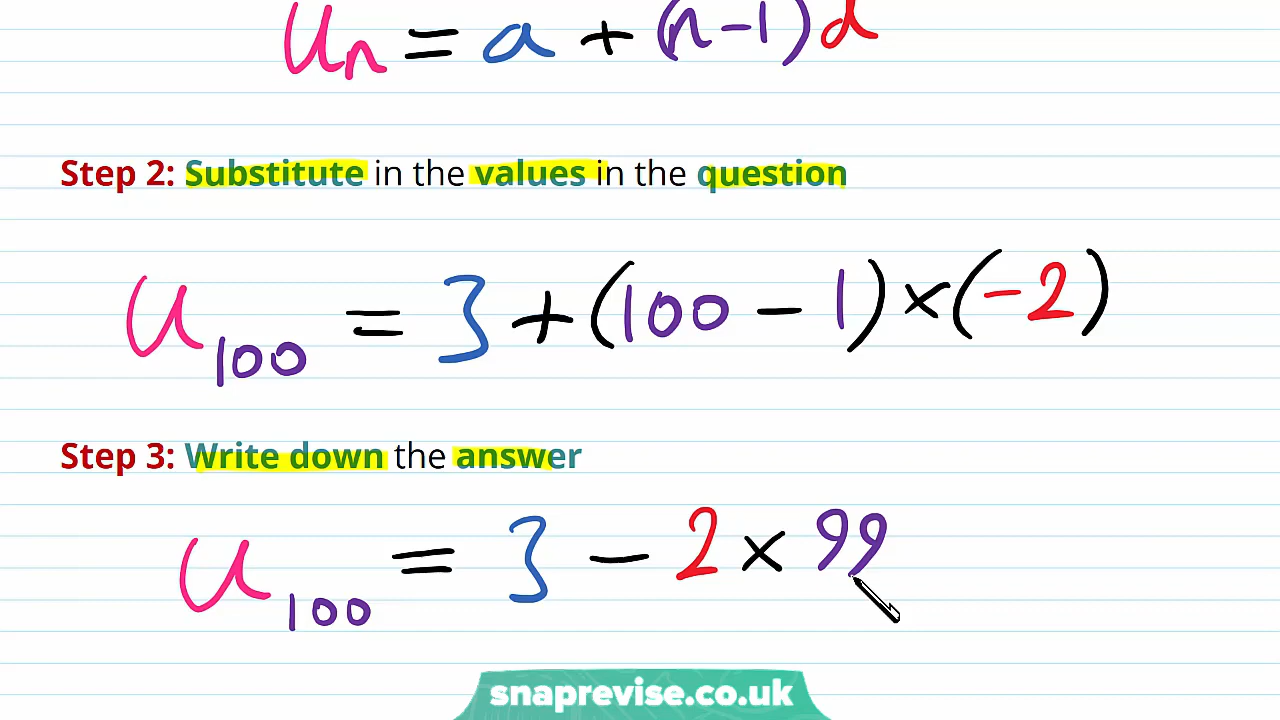 Un = a + (n-1)d
Step 2: Substitute in the values in the question
U100 = 3 + (100 - 1) × (-2)
Step 3: Write down the answer
U100 = 3 - 2 × 99
snaprevise.co.uk